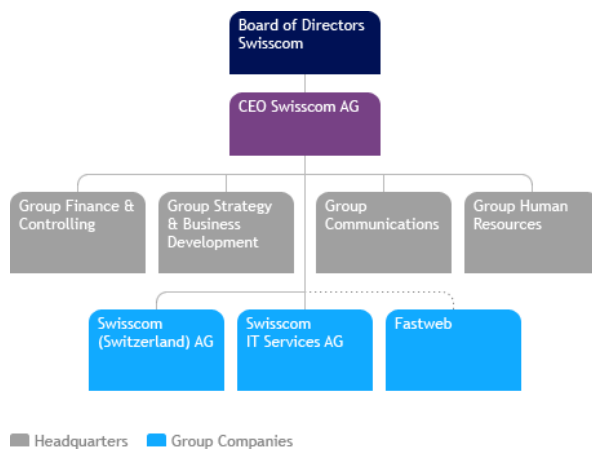 Board of Directors
Swisscom
CEO Swisscom AG
Group Finance &
Controlling
Group Strategy
& Business
Development
Group
Communications
Group Human
Resources
Swisscom
(Switzerland) AG
Swisscom
IT Services AG
Fastweb
Headquarters
Group Companies